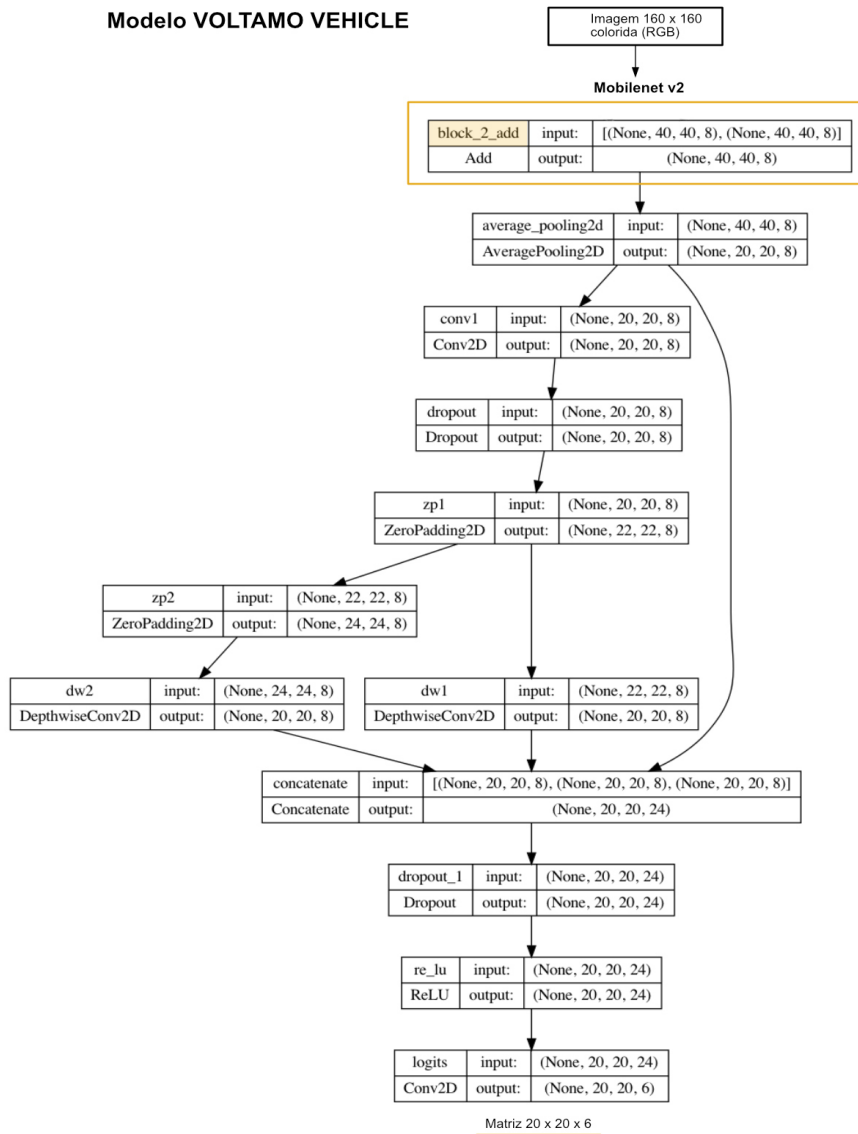 Modelo VOLTAMO VEHICLE
Imagem 160 x 160
colorida (RGB)
Mobilenet v2
block_2_add input: [(None, 40, 40, 8), (None, 40, 40, 8)]
Add output: (None, 40, 40, 8)
average_pooling2d input: (None, 40, 40, 8)
AveragePooling2D output: (None, 20, 20, 8)
conv1 input: (None, 20, 20, 8)
Conv2D output: (None, 20, 20, 8)
dropout input: (None, 20, 20, 8)
Dropout output: (None, 20, 20, 8)
zp1 input: (None, 20, 20, 8)
ZeroPadding2D output: (None, 22, 22, 8)
zp2 input: (None, 22, 22, 8)
ZeroPadding2D output: (None, 24, 24, 8)
dw2 input: (None, 24, 24, 8)
DepthwiseConv2D output: (None, 20, 20, 8)
dw1 input: (None, 22, 22, 8)
DepthwiseConv2D output: (None, 20, 20, 8)
concatenate input: [(None, 20, 20, 8), (None, 20, 20, 8), (None, 20, 20, 8)]
Concatenate output: (None, 20, 20, 24)
dropout_1 input: (None, 20, 20, 24)
Dropout output: (None, 20, 20, 24)
re_lu input: (None, 20, 20, 24)
ReLU output: (None, 20, 20, 24)
logits input: (None, 20, 20, 24)
Conv2D output: (None, 20, 20, 6)
Matriz 20 x 20 x 6